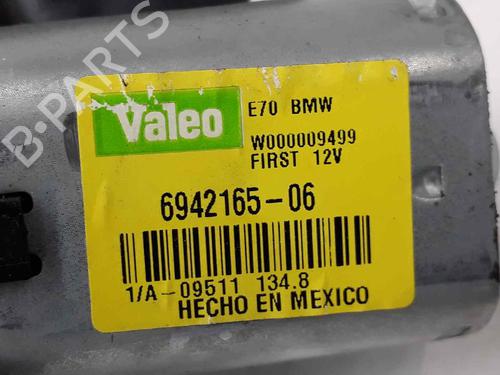 B-PARTS
Valeo
E70 BMW
W000009499
FIRST 12V
6942165-06
1/A-09511 134.8
HECHO EN MEXICO